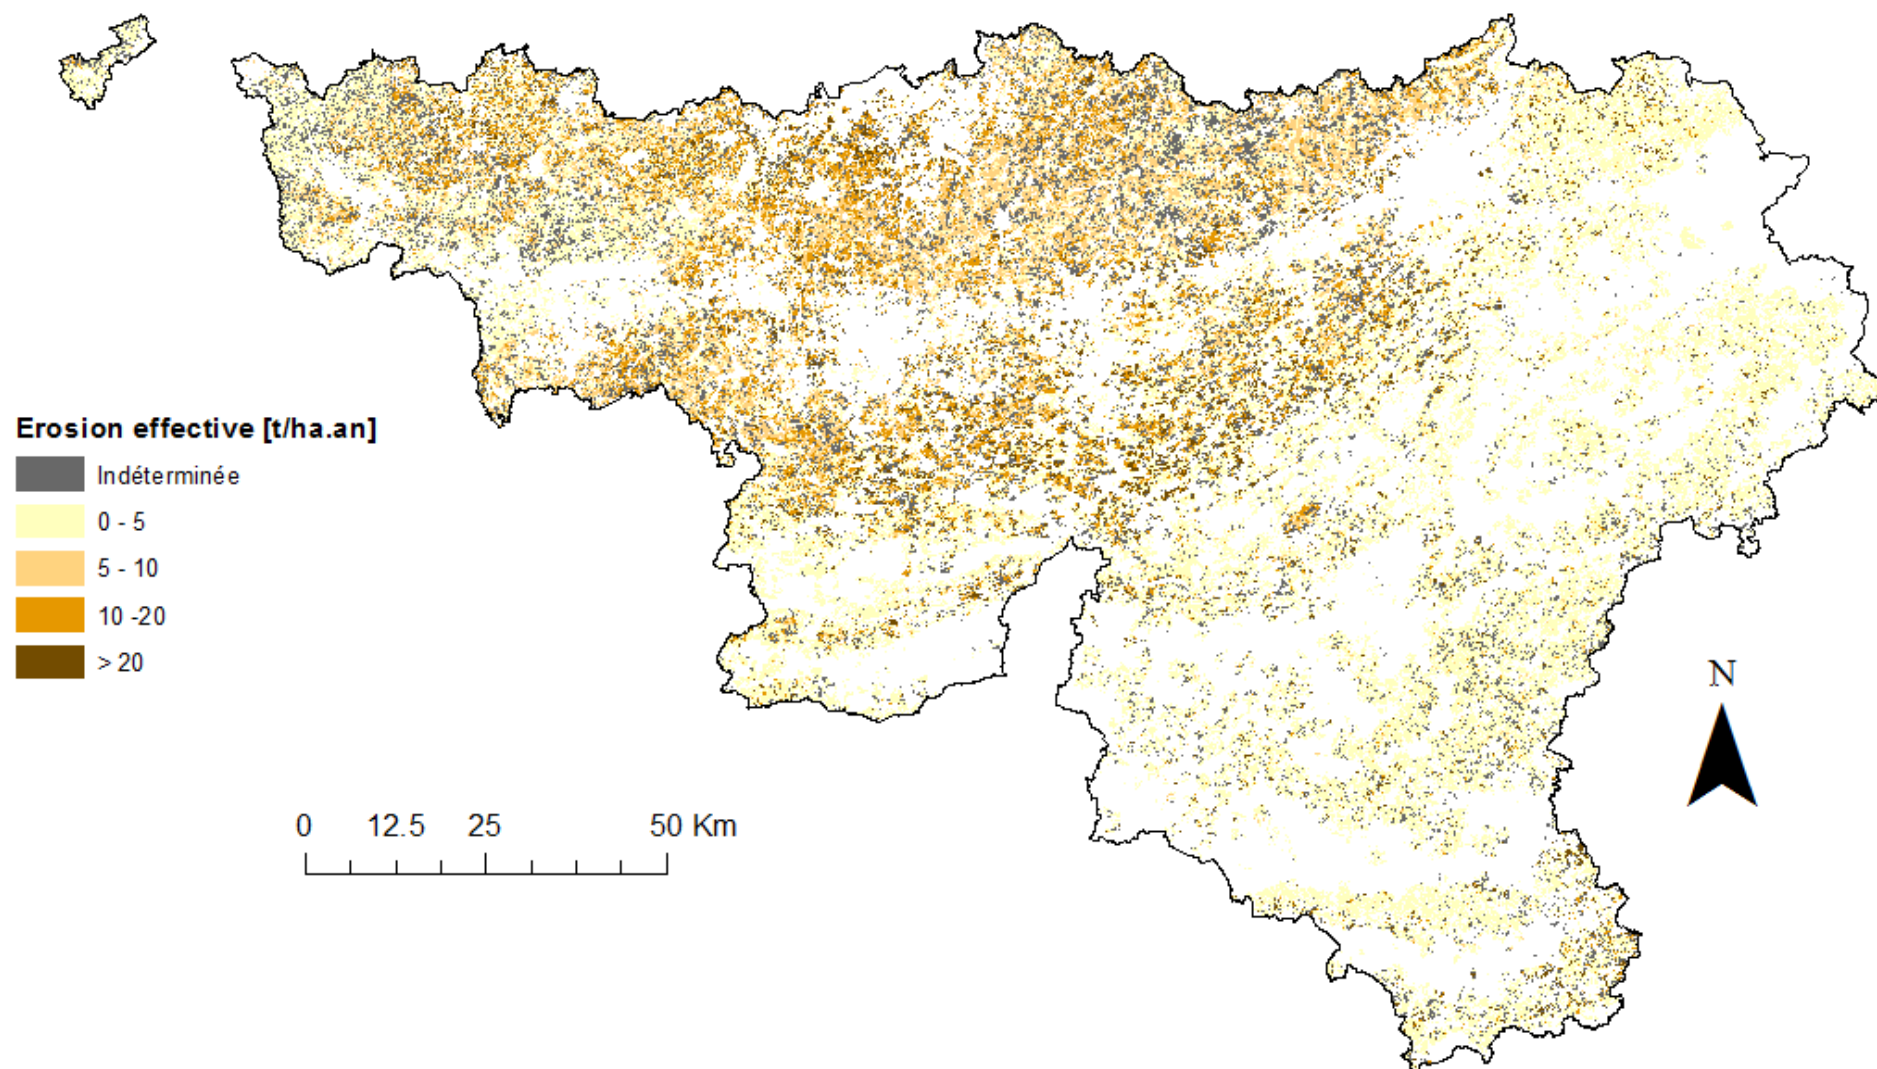 Erosion effective [t/ha.an]
Indéterminée
0 - 5
5 - 10
10 -20
> 20
0 12.5 25 50 Km
N